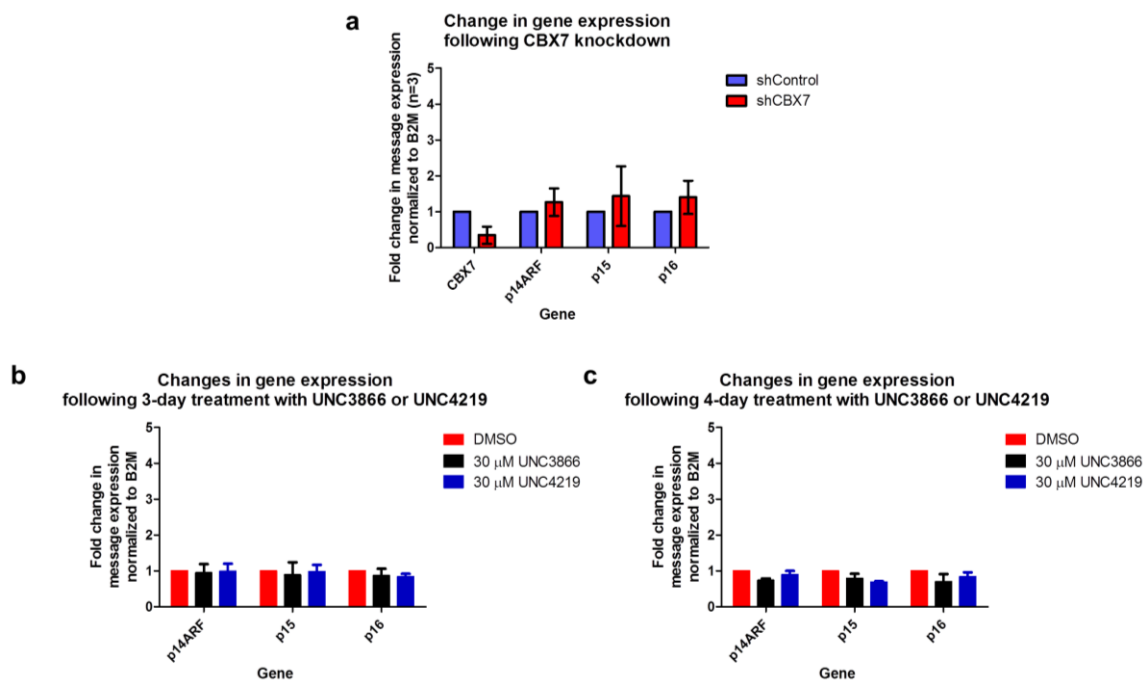 a
Change in gene expression
following CBX7 knockdown
Fold change in message expression
normalized to B2M (n=3)
5
4
3
2
1
0
CBX7
p14ARF
p15
p16
Gene
shControl
shCBX7
b
Changes in gene expression
following 3-day treatment with UNC3866 or UNC4219
Fold change in
message expression
normalized to B2M
5
4
3
2
1
0
p14ARF
p15
p16
Gene
DMSO
30 μM UNC3866
30 μM UNC4219
c
Changes in gene expression
following 4-day treatment with UNC3866 or UNC4219
Fold change in
message expression
normalized to B2M
5
4
3
2
1
0
p14ARF
p15
p16
Gene
DMSO
30 μM UNC3866
30 μM UNC4219